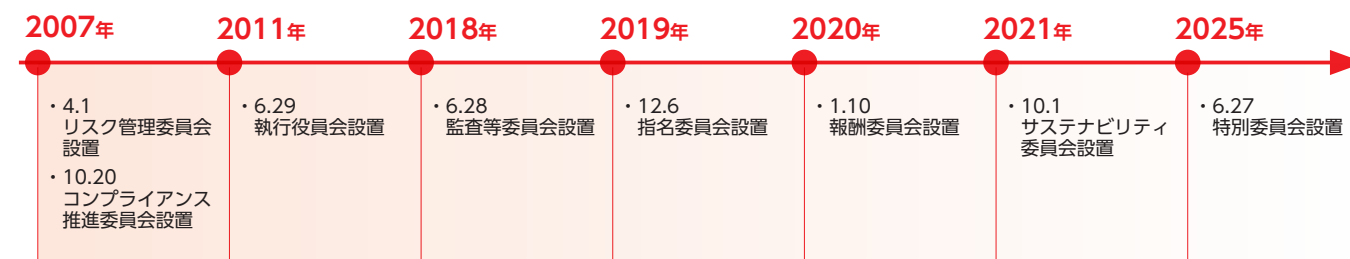 2007年
・4.1
リスク管理委員会
設置
・10.20
コンプライアンス
推進委員会設置
2011年
・6.29
執行役員会設置
2018年
・6.28
監査等委員会設置
2019年
・12.6
指名委員会設置
2020年
・1.10
報酬委員会設置
2021年
・10.1
サステナビリティ
委員会設置
2025年
・6.27
特別委員会設置